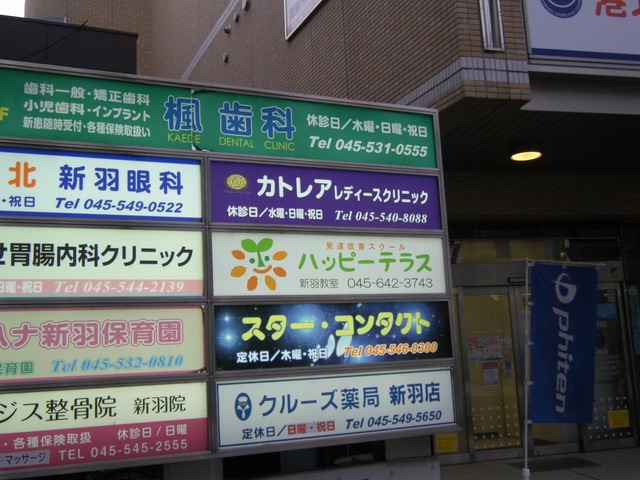 歯科一般・矯正歯科
小児歯科・インプラント
新患随時受付・各種保険取扱い
F
楓 歯科
KAEDE DENTAL CLINIC
休診日／木曜・日曜・祝日
Tel 045-531-0555
北 新羽眼科
・祝日 Tel 045-549-0522
カトレアレディースクリニック
休診日／水曜・日曜・祝日 Tel 045-540-8088
せ胃腸内科クリニック
日・祝日 Tel 045-544-2139
発達改善スクール
ハッピーテラス
新羽教室 045-642-3743
ハナ新羽保育園
保育園 Tel 045-532-0810
スター・コンタクト
定休日／木曜・祝日 Tel 045-546-0300
ジス整骨院 新羽院
・各種保険取扱 休診日／日曜
・マッサージ TEL 045-545-2555
クルーズ薬局 新羽店
定休日／日曜・祝日 Tel 045-549-5650
phiten
港北